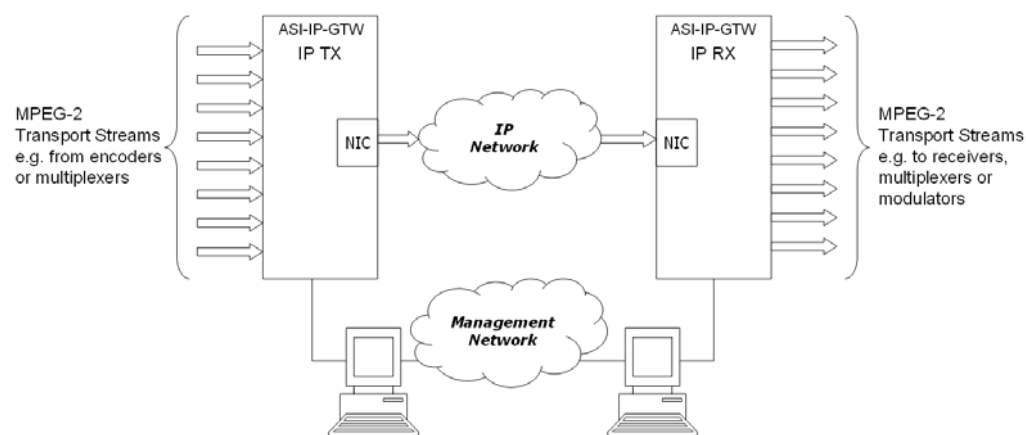 ASI-IP-GTW
IP TX
ASI-IP-GTW
IP RX
MPEG-2
Transport Streams
e.g. from encoders
or multiplexers
NIC
IP
Network
NIC
MPEG-2
Transport Streams
e.g. to receivers,
multiplexers or
modulators
Management
Network